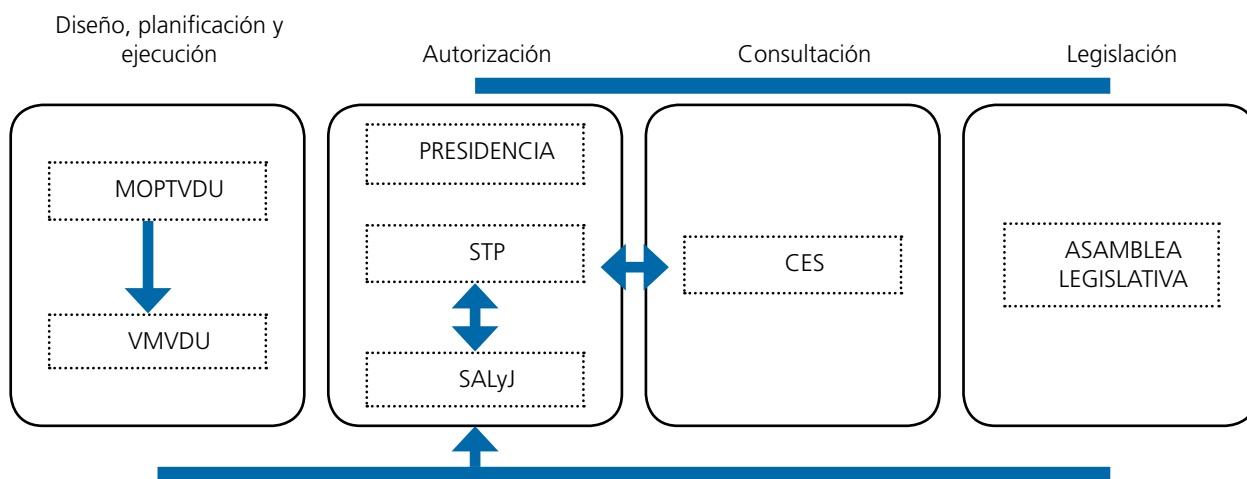 Diseño, planificación y
ejecución
Autorización
Consultación
Legislación
MOPTVDU
VMVDU
PRESIDENCIA
STP
SALyJ
CES
ASAMBLEA
LEGISLATIVA